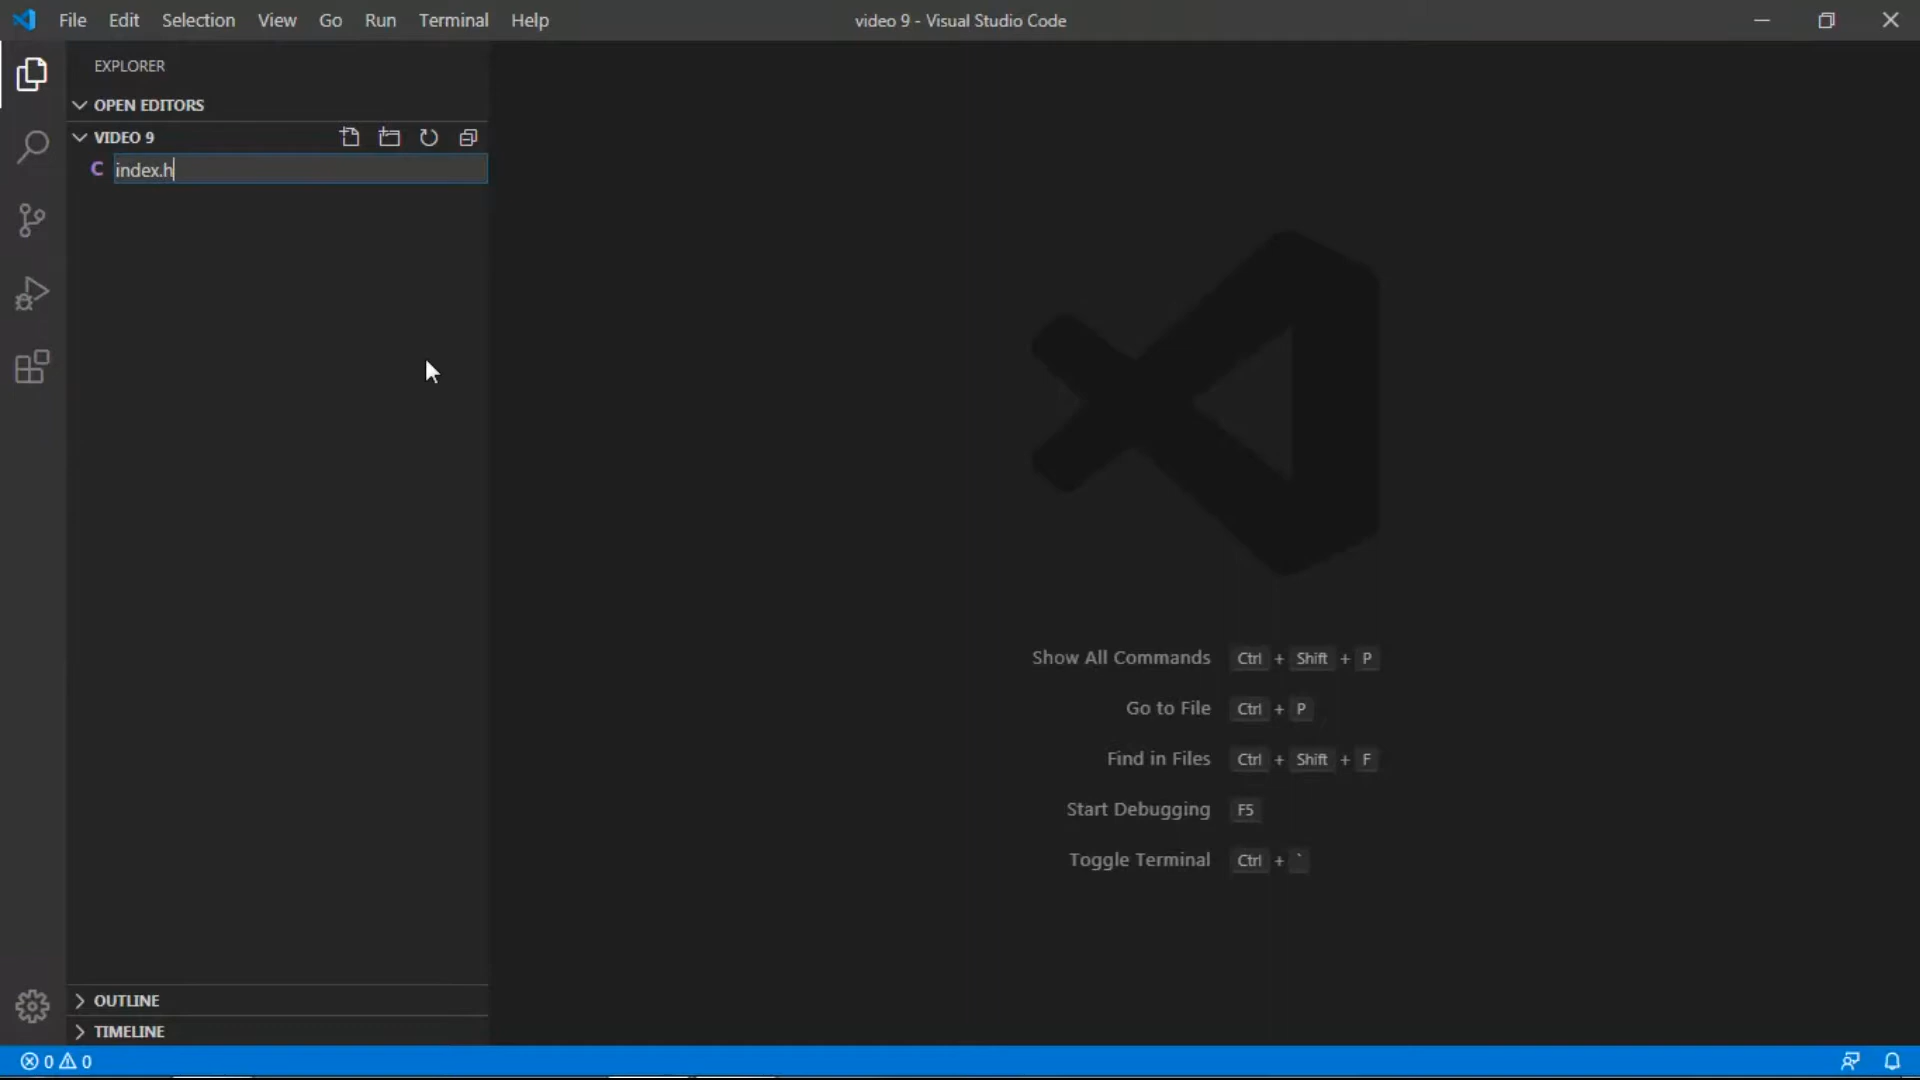 File Edit Selection View Go Run Terminal Help
video 9 - Visual Studio Code
EXPLORER
OPEN EDITORS
VIDEO 9
C index.h
Show All Commands Ctrl + Shift + P
Go to File Ctrl + P
Find in Files Ctrl + Shift + F
Start Debugging F5
Toggle Terminal Ctrl + `
OUTLINE
TIMELINE
0 0